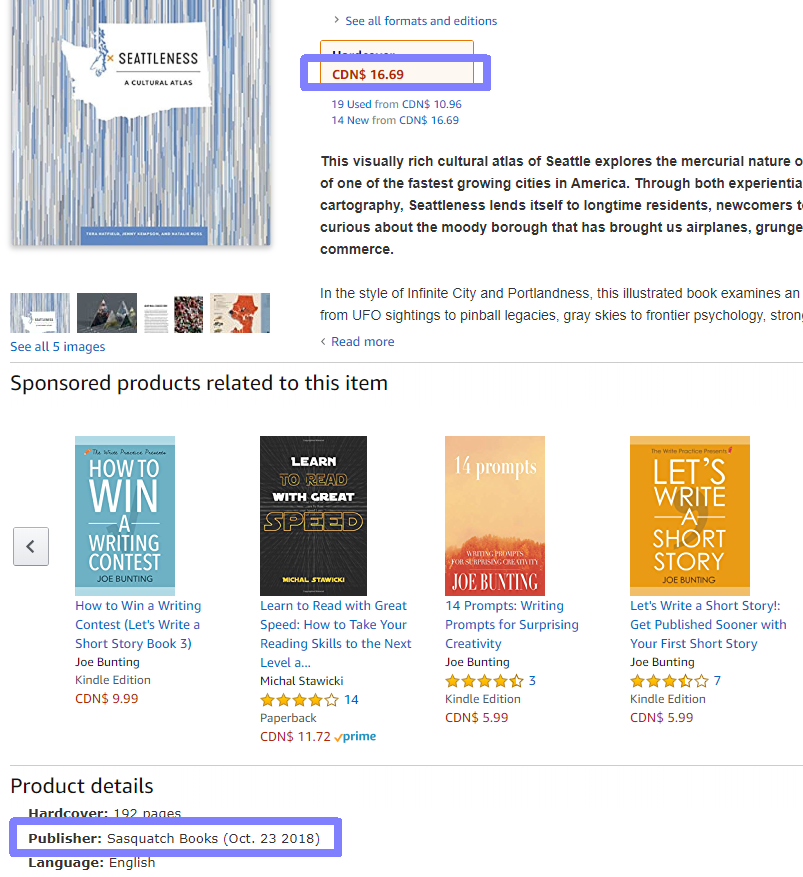 See all formats and editions
SEATTLENESS
A CULTURAL ATLAS
TERA HATFIELD, JENNY KEMPSON, AND NATALIE ROSS
Hardcover
CDN$ 16.69
19 Used from CDN$ 10.96
14 New from CDN$ 16.69
This visually rich cultural atlas of Seattle explores the mercurial nature o
of one of the fastest growing cities in America. Through both experientia
cartography, Seattleness lends itself to longtime residents, newcomers t
curious about the moody borough that has brought us airplanes, grunge
commerce.
In the style of Infinite City and Portlandness, this illustrated book examines an
from UFO sightings to pinball legacies, gray skies to frontier psychology, stron
Read more
SEATTLENESS
See all 5 images
Sponsored products related to this item
The Write Practice Presents
HOW TO
WIN
A
WRITING
CONTEST
JOE BUNTING
LEARN
TO READ
WITH GREAT
SPEED
MICHAL STAWICKI
14 prompts
WRITING PROMPTS
FOR SURPRISING CREATIVITY
JOE BUNTING
The Write Practice Presents
LET'S
WRITE
A
SHORT
STORY
JOE BUNTING
How to Win a Writing
Contest (Let's Write a
Short Story Book 3)
Joe Bunting
Kindle Edition
CDN$ 9.99
Learn to Read with Great
Speed: How to Take Your
Reading Skills to the Next
Level a...
Michal Stawicki
14
Paperback
CDN$ 11.72 prime
14 Prompts: Writing
Prompts for Surprising
Creativity
Joe Bunting
3
Kindle Edition
CDN$ 5.99
Let's Write a Short Story!:
Get Published Sooner with
Your First Short Story
Joe Bunting
7
Kindle Edition
CDN$ 5.99
Product details
Hardcover: 192 pages
Publisher: Sasquatch Books (Oct. 23 2018)
Language: English